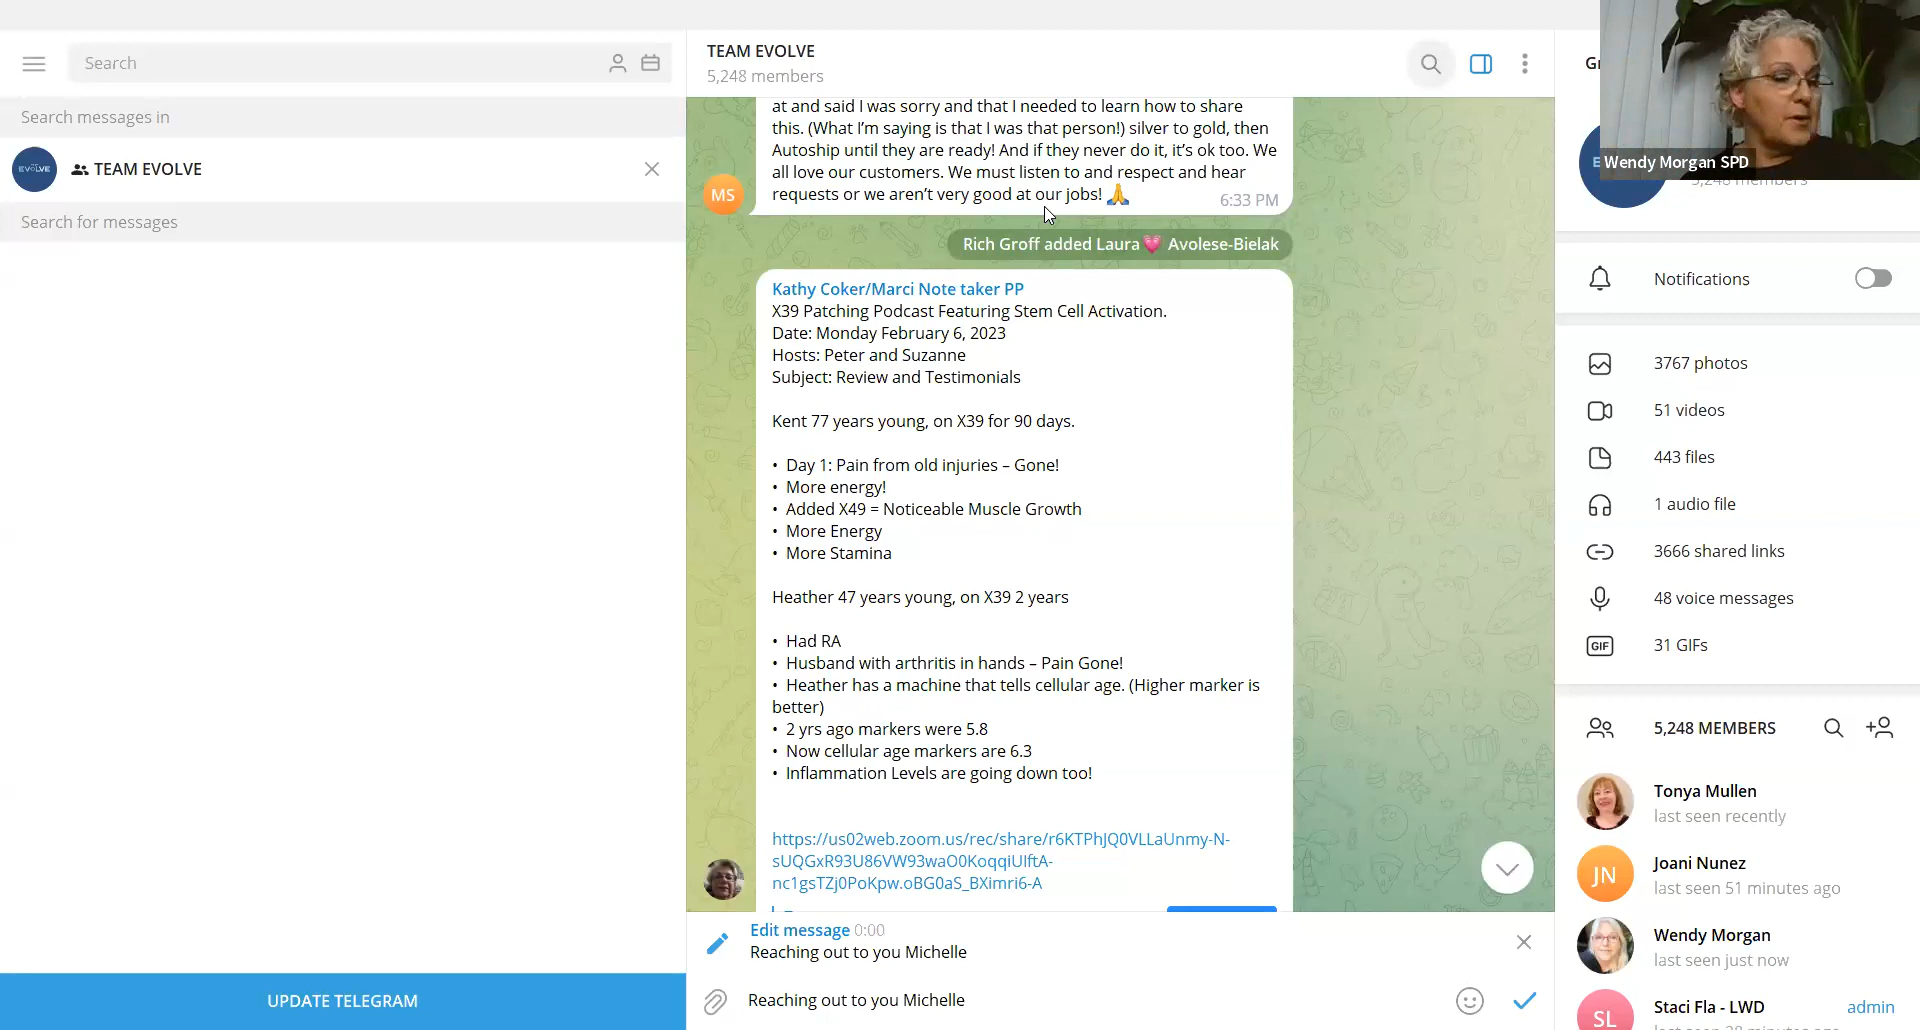 Search
Search messages in
EVOLVE
TEAM EVOLVE
Search for messages
UPDATE TELEGRAM
TEAM EVOLVE
5,248 members
at and said I was sorry and that I needed to learn how to share
this. (What I'm saying is that I was that person!) silver to gold, then
Autoship until they are ready! And if they never do it, it's ok too. We
all love our customers. We must listen to and respect and hear
requests or we aren't very good at our jobs! 🙏
6:33 PM
MS
Rich Groff added Laura💗 Avolese-Bielak
Kathy Coker/Marci Note taker PP
X39 Patching Podcast Featuring Stem Cell Activation.
Date: Monday February 6, 2023
Hosts: Peter and Suzanne
Subject: Review and Testimonials
Kent 77 years young, on X39 for 90 days.
• Day 1: Pain from old injuries – Gone!
• More energy!
• Added X49 = Noticeable Muscle Growth
• More Energy
• More Stamina
Heather 47 years young, on X39 2 years
• Had RA
• Husband with arthritis in hands – Pain Gone!
• Heather has a machine that tells cellular age. (Higher marker is
better)
• 2 yrs ago markers were 5.8
• Now cellular age markers are 6.3
• Inflammation Levels are going down too!
https://us02web.zoom.us/rec/share/r6KTPhJQ0VLLaUnmy-N-
sUQGxR93U86VW93waO0KoqqiUIftA-
nc1gsTZj0PoKpw.oBG0aS_BXimri6-A
Edit message 0:00
Reaching out to you Michelle
Reaching out to you Michelle
Wendy Morgan SPD
5,248 members
Notifications
3767 photos
51 videos
443 files
1 audio file
3666 shared links
48 voice messages
GIF
31 GIFs
5,248 MEMBERS
Tonya Mullen
last seen recently
JN
Joani Nunez
last seen 51 minutes ago
Wendy Morgan
last seen just now
SL
Staci Fla - LWD
admin